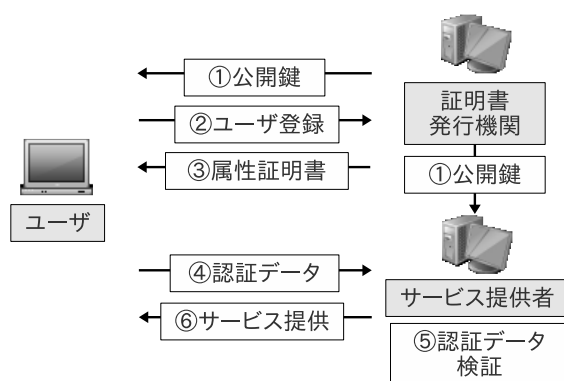 ①公開鍵
②ユーザ登録
③属性証明書
証明書
発行機関
①公開鍵
ユーザ
④認証データ
⑥サービス提供
サービス提供者
⑤認証データ
検証